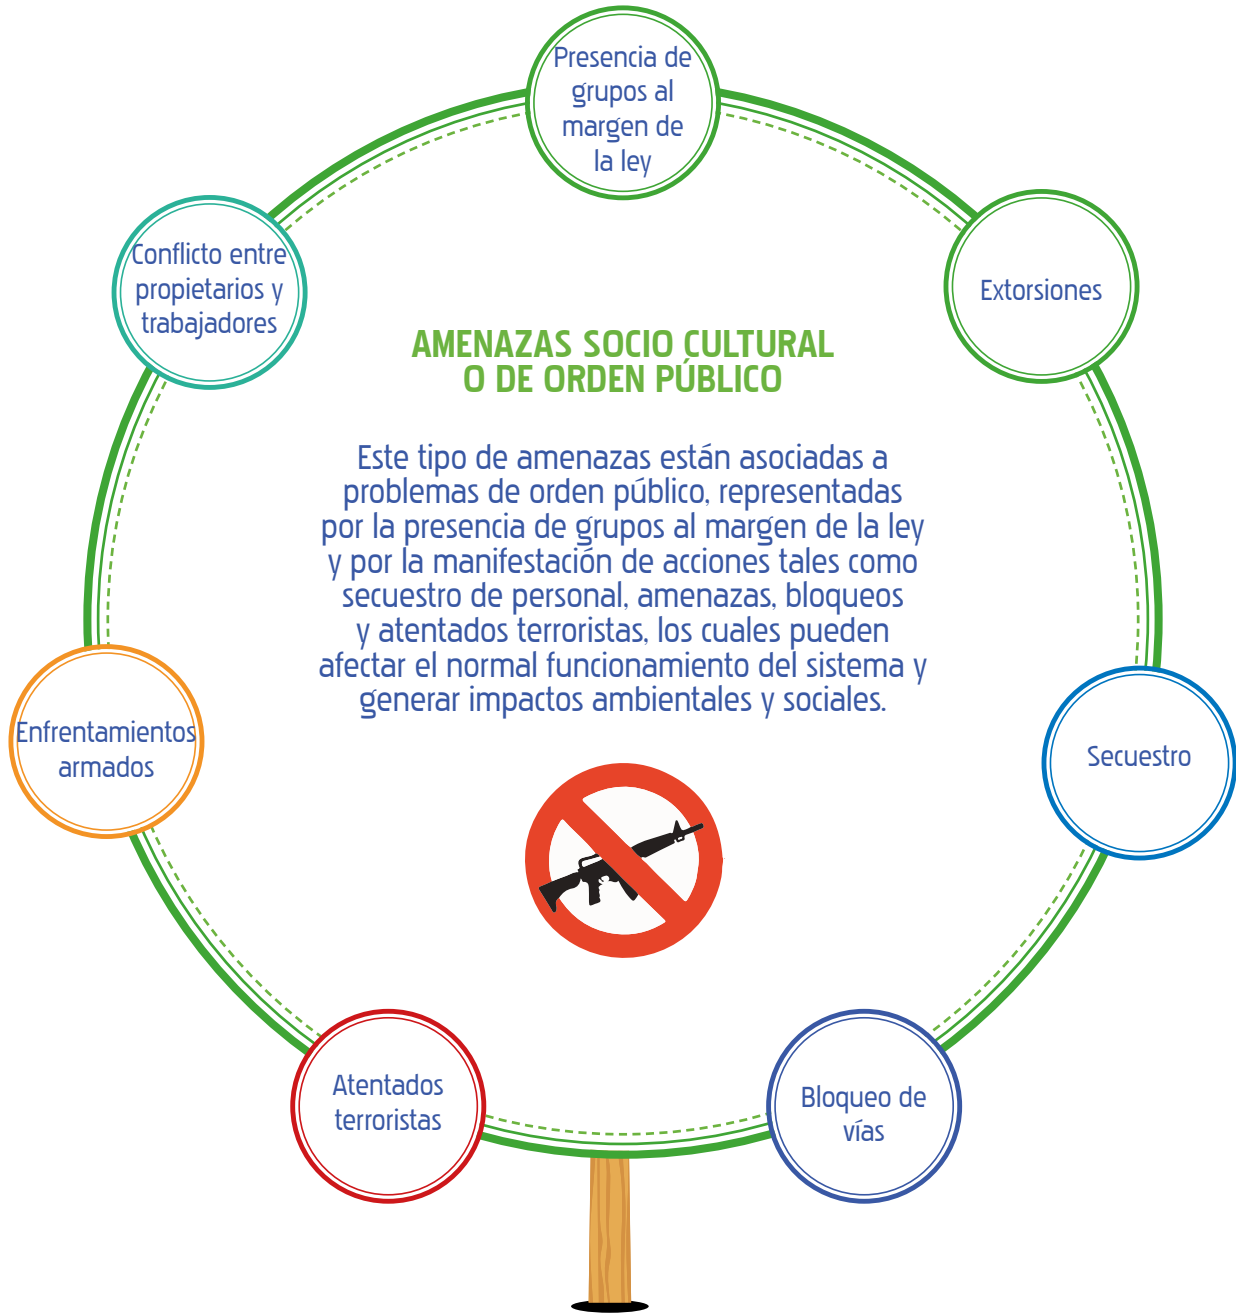 Presencia de
grupos al
margen de
la ley
Extorsiones
Secuestro
Bloqueo de
vías
Atentados
terroristas
Enfrentamientos
armados
Conflicto entre
propietarios y
trabajadores
AMENAZAS SOCIO CULTURAL
O DE ORDEN PÚBLICO
Este tipo de amenazas están asociadas a
problemas de orden público, representadas
por la presencia de grupos al margen de la ley
y por la manifestación de acciones tales como
secuestro de personal, amenazas, bloqueos
y atentados terroristas, los cuales pueden
afectar el normal funcionamiento del sistema y
generar impactos ambientales y sociales.